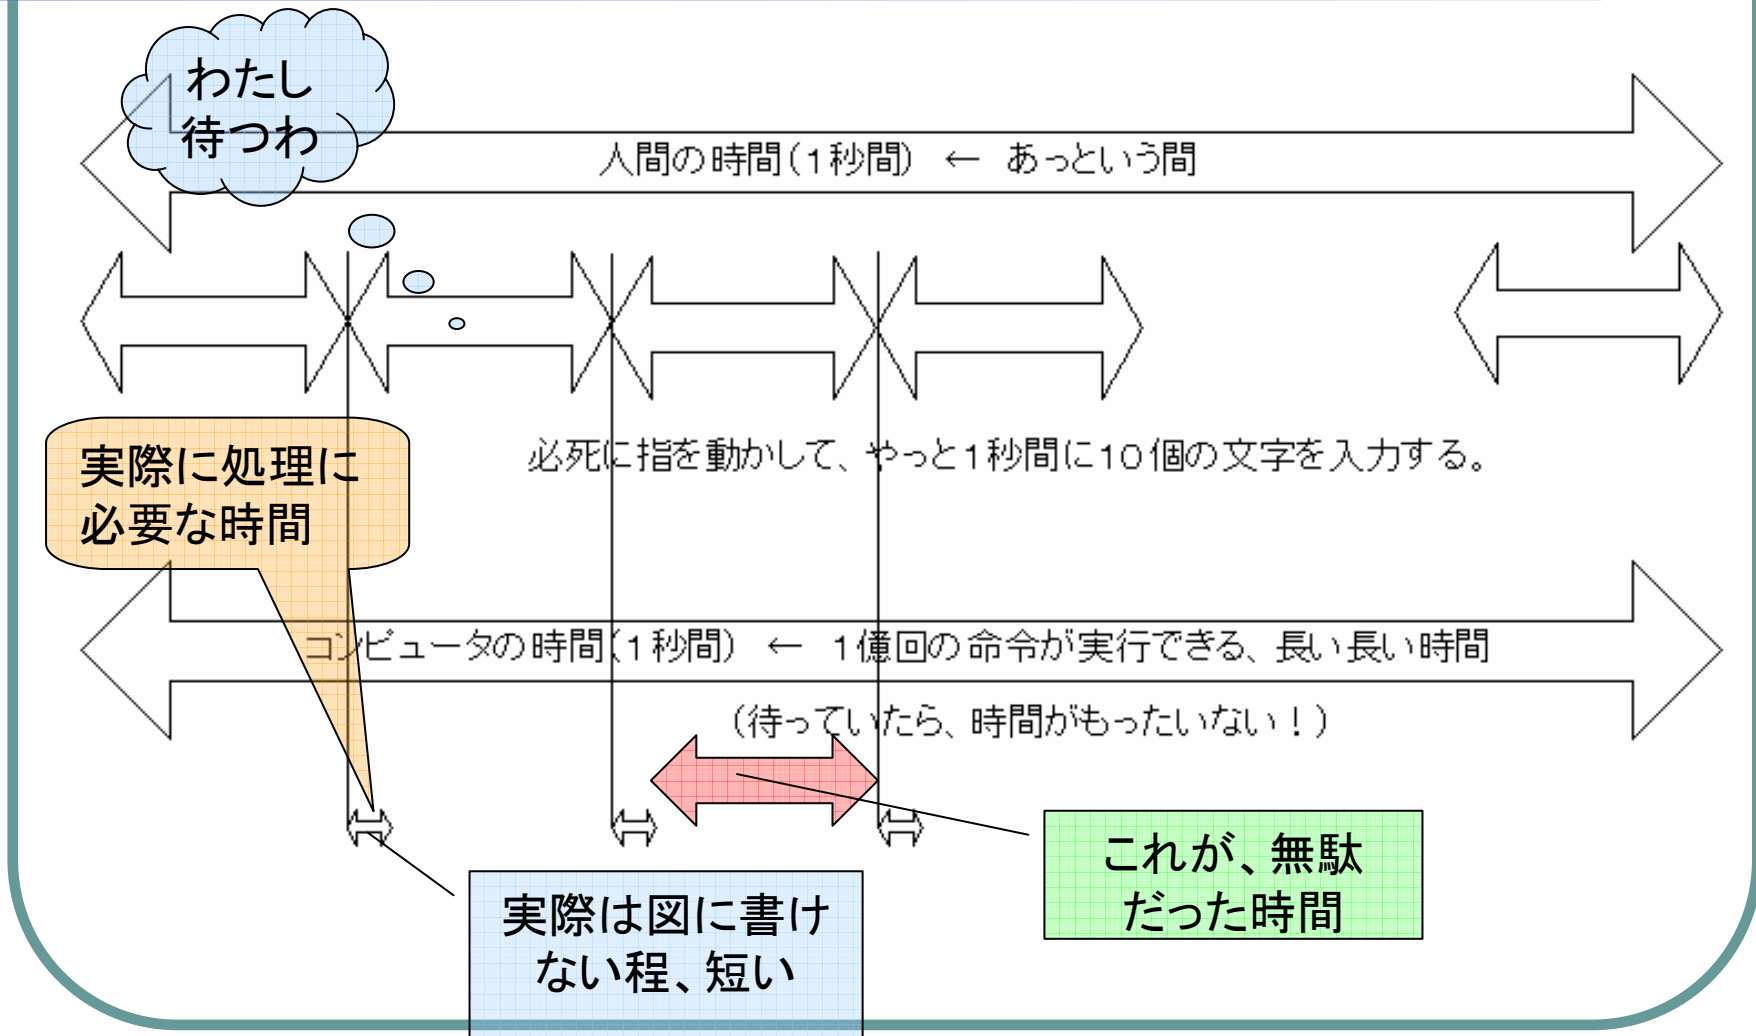 わたし
待つわ
人間の時間(1秒間) ← あっという間
必死に指を動かして、やっと1秒間に10個の文字を入力する。
実際に処理に
必要な時間
コンピュータの時間(1秒間) ← 1億回の命令が実行できる、長い長い時間
(待っていたら、時間がもったいない!)
これが、無駄
だった時間
実際は図に書け
ない程、短い